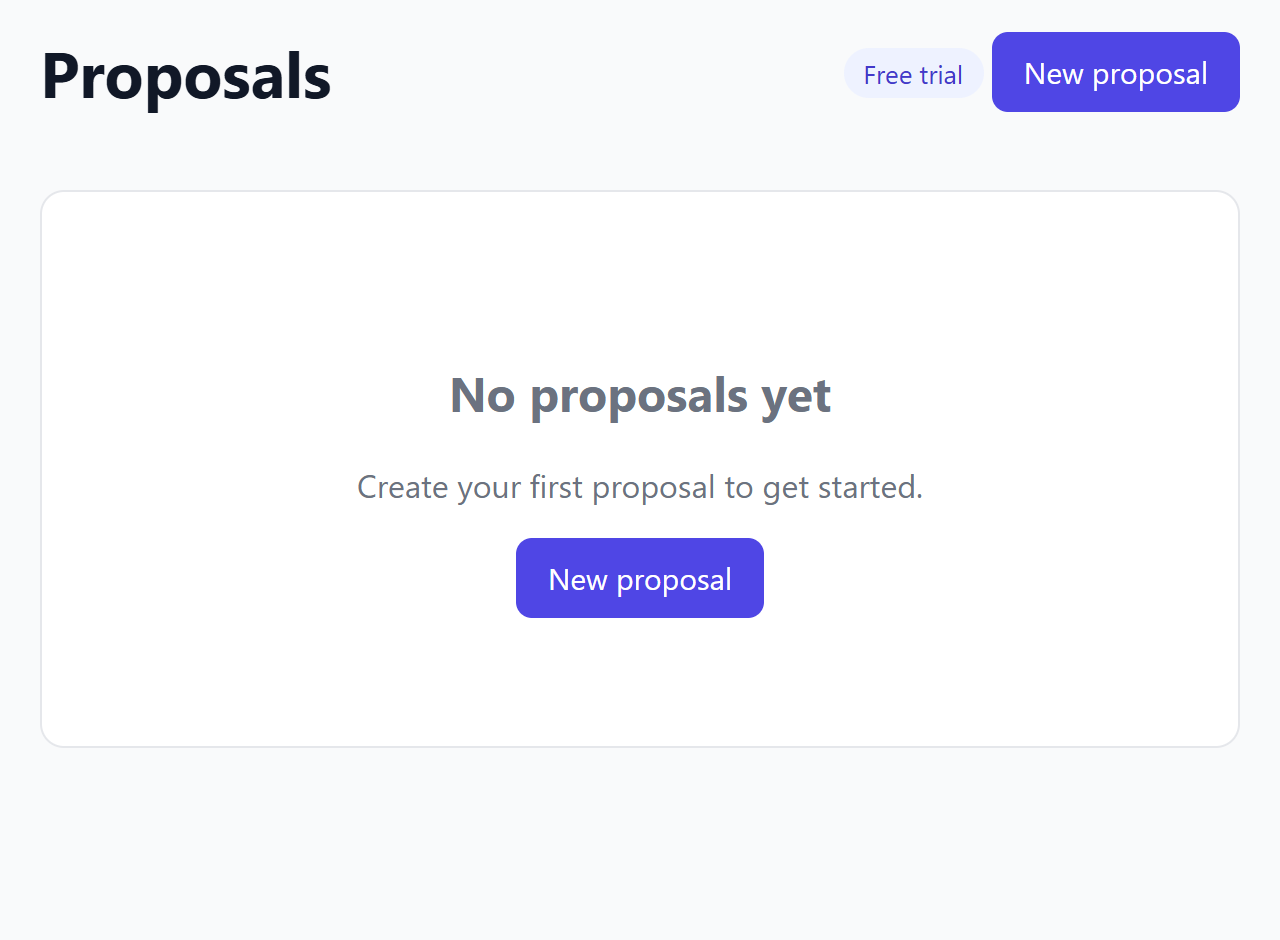 Proposals
Free trial
New proposal
No proposals yet
Create your first proposal to get started.
New proposal